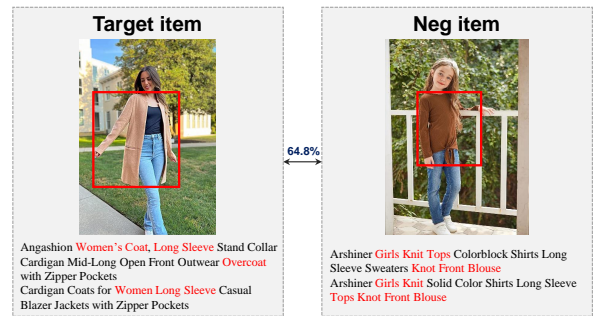 Target item
Neg item
64.8%
Angashion Women's Coat, Long Sleeve Stand Collar
Cardigan Mid-Long Open Front Outwear Overcoat
with Zipper Pockets
Cardigan Coats for Women Long Sleeve Casual
Blazer Jackets with Zipper Pockets
Arshiner Girls Knit Tops Colorblock Shirts Long
Sleeve Sweaters Knot Front Blouse
Arshiner Girls Knit Solid Color Shirts Long Sleeve
Tops Knot Front Blouse